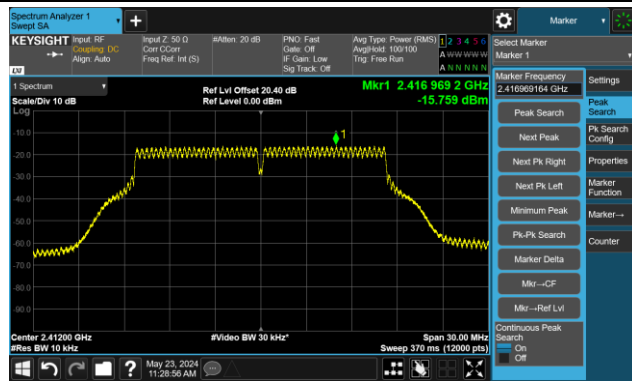 Spectrum Analyzer 1
Swept SA
Marker
KEYSIGHT
Input: RF
Coupling: DC
Align: Auto
Input Z: 50 Ω
Corr CCorr
Freq Ref: Int (S)
#Atten: 20 dB
PNO: Fast
Gate: Off
IF Gain: Low
Sig Track: Off
Avg Type: Power (RMS)
Avg|Hold: 100/100
Trig: Free Run
1 2 3 4 5 6
A W W W W W
A N N N N N
LXI
1 Spectrum
Scale/Div 10 dB
Log
Ref Lvl Offset 20.40 dB
Ref Level 0.00 dBm
Mkr1 2.416 969 2 GHz
-15.759 dBm
1
-10.0
-20.0
-30.0
-40.0
-50.0
-60.0
-70.0
-80.0
-90.0
Center 2.41200 GHz
#Res BW 10 kHz
#Video BW 30 kHz*
Span 30.00 MHz
Sweep 370 ms (12000 pts)
May 23, 2024
11:28:56 AM
Select Marker
Marker 1
Marker Frequency
2.416969164 GHz
Peak Search
Next Peak
Next Pk Right
Next Pk Left
Minimum Peak
Pk-Pk Search
Marker Delta
Mkr→CF
Mkr→Ref Lvl
Continuous Peak
Search
On
Off
Settings
Peak
Search
Pk Search
Config
Properties
Marker
Function
Marker→
Counter